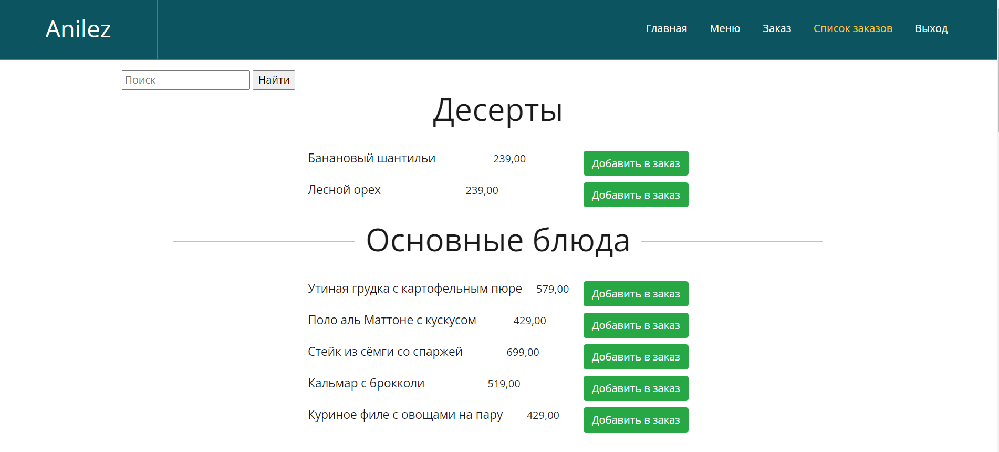 Anilez
Главная Меню Заказ Список заказов Выход
Поиск Найти
Десерты
Банановый шантильи 239,00 Добавить в заказ
Лесной орех 239,00 Добавить в заказ
Основные блюда
Утиная грудка с картофельным пюре 579,00 Добавить в заказ
Поло аль Маттоне с кускусом 429,00 Добавить в заказ
Стейк из сёмги со спаржей 699,00 Добавить в заказ
Кальмар с брокколи 519,00 Добавить в заказ
Куриное филе с овощами на пару 429,00 Добавить в заказ